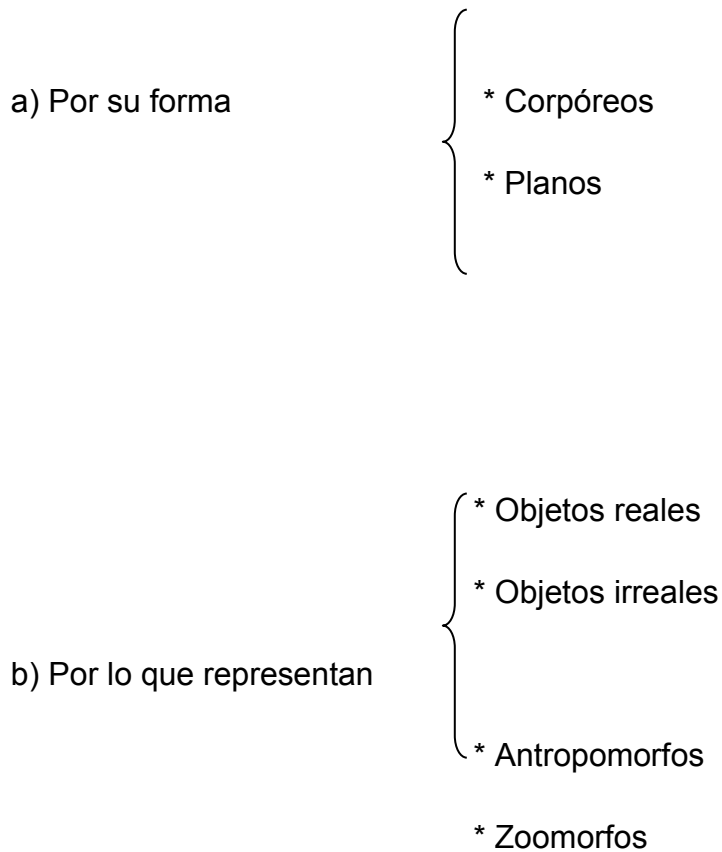 a) Por su forma
* Corpóreos
* Planos
* Objetos reales
* Objetos irreales
b) Por lo que representan
* Antropomorfos
* Zoomorfos